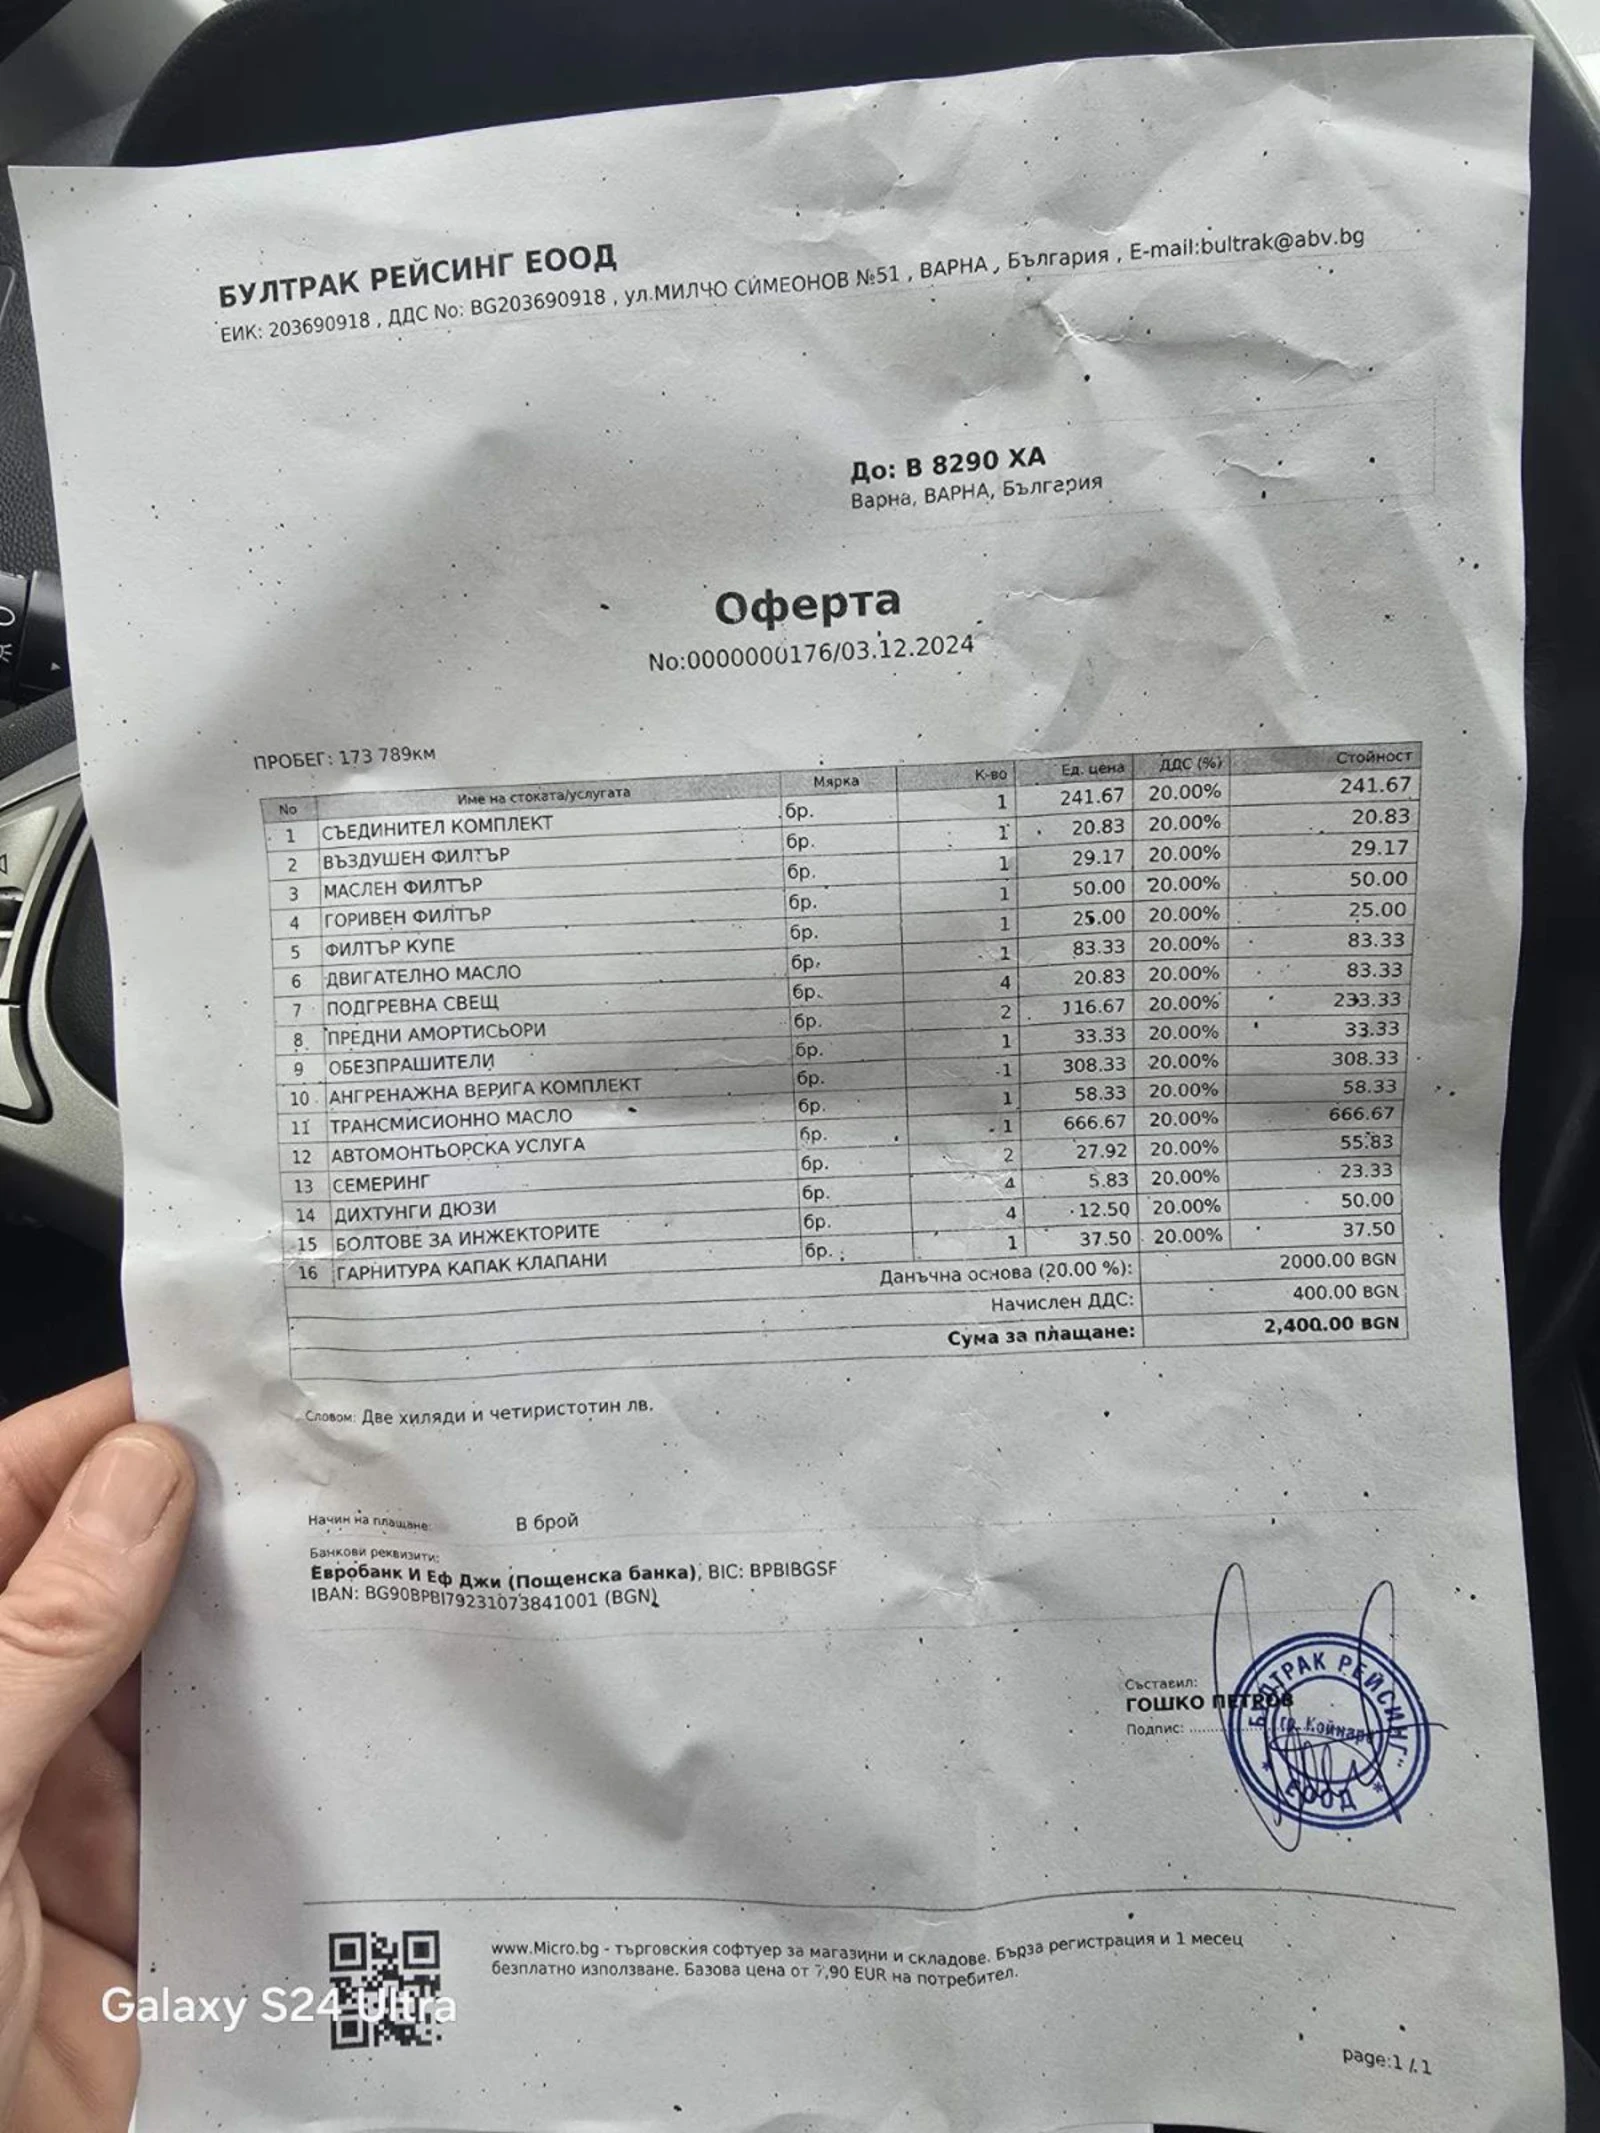 БУЛТРАК РЕЙСИНГ ЕООД
ЕИК: 203690918 , ДДС No: BG203690918 , ул.МИЛЧО СИМЕОНОВ №51 , ВАРНА , България , E-mail:bultrak@abv.bg
До: В 8290 ХА
Варна, ВАРНА, България
Оферта
No:0000000176/03.12.2024
ПРОБЕГ: 173 789км
No Име на стоката/услугата Мярка К-во Ед. цена ДДС (%) Стойност
1 СЪЕДИНИТЕЛ КОМПЛЕКТ бр. 1 241.67 20.00% 241.67
2 ВЪЗДУШЕН ФИЛТЪР бр. 1 20.83 20.00% 20.83
3 МАСЛЕН ФИЛТЪР бр. 1 29.17 20.00% 29.17
4 ГОРИВЕН ФИЛТЪР бр. 1 50.00 20.00% 50.00
5 ФИЛТЪР КУПЕ бр. 1 25.00 20.00% 25.00
6 ДВИГАТЕЛНО МАСЛО бр. 1 83.33 20.00% 83.33
7 ПОДГРЕВНА СВЕЩ бр. 4 20.83 20.00% 83.33
8 ПРЕДНИ АМОРТИСЬОРИ бр. 2 116.67 20.00% 233.33
9 ОБЕЗПРАШИТЕЛИ бр. 1 33.33 20.00% 33.33
10 АНГРЕНАЖНА ВЕРИГА КОМПЛЕКТ бр. 1 308.33 20.00% 308.33
11 ТРАНСМИСИОННО МАСЛО бр. 1 58.33 20.00% 58.33
12 АВТОМОНТЬОРСКА УСЛУГА бр. 1 666.67 20.00% 666.67
13 СЕМЕРИНГ бр. 2 27.92 20.00% 55.83
14 ДИХТУНГИ ДЮЗИ бр. 4 5.83 20.00% 23.33
15 БОЛТОВЕ ЗА ИНЖЕКТОРИТЕ бр. 4 12.50 20.00% 50.00
16 ГАРНИТУРА КАПАК КЛАПАНИ бр. 1 37.50 20.00% 37.50
Данъчна основа (20.00 %): 2000.00 BGN
Начислен ДДС: 400.00 BGN
Сума за плащане: 2,400.00 BGN
Словом: Две хиляди и четиристотин лв.
Начин на плащане: В брой
Банкови реквизити:
Евробанк И Еф Джи (Пощенска банка), BIC: BPBIBGSF
IBAN: BG90BPBI79231073841001 (BGN)
Съставил:
ГОШКО ПЕТРОВ
Подпис:
БУЛТРАК РЕЙСИНГ"
гр. Койнаре
* ЕООД *
www.Micro.bg - търговския софтуер за магазини и складове. Бърза регистрация и 1 месец
безплатно използване. Базова цена от 7,90 EUR на потребител.
Galaxy S24 Ultra
page:1 / 1